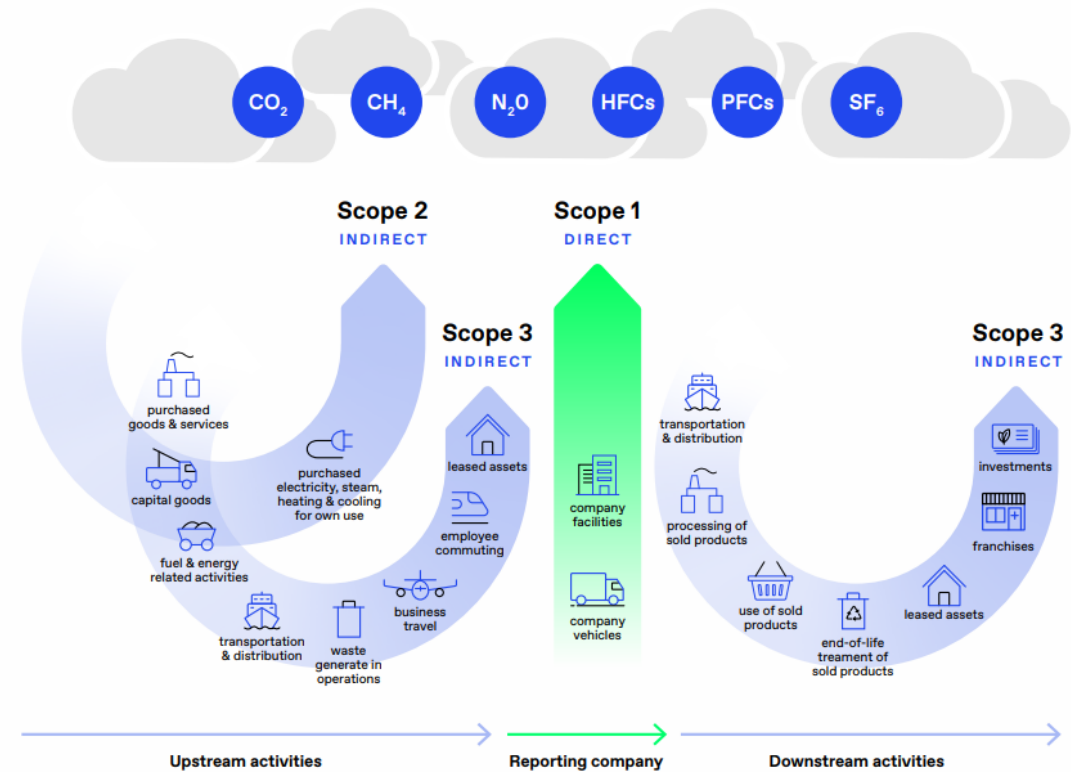 CO2
CH4
N20
HFCs
PFCs
SF6
Scope 2
INDIRECT
Scope 1
DIRECT
Scope 3
INDIRECT
Scope 3
INDIRECT
purchased
goods & services
capital goods
fuel & energy
related activities
transportation
& distribution
waste
generate in
operations
business
travel
employee
commuting
leased assets
purchased
electricity, steam,
heating & cooling
for own use
company
facilities
company
vehicles
transportation
& distribution
processing of
sold products
use of sold
products
end-of-life
treament of
sold products
leased assets
franchises
investments
Upstream activities
Reporting company
Downstream activities